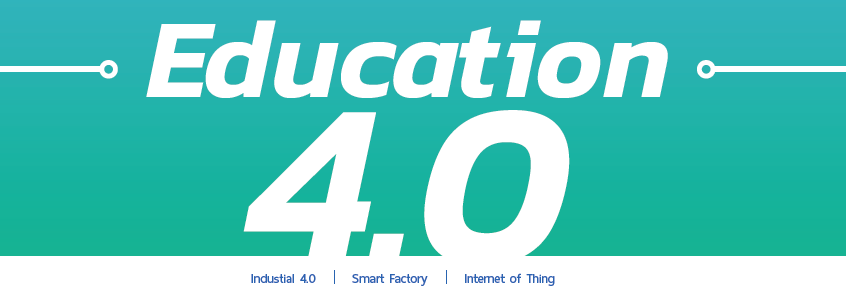 Education
4.0
Industial 4.0 | Smart Factory | Internet of Thing